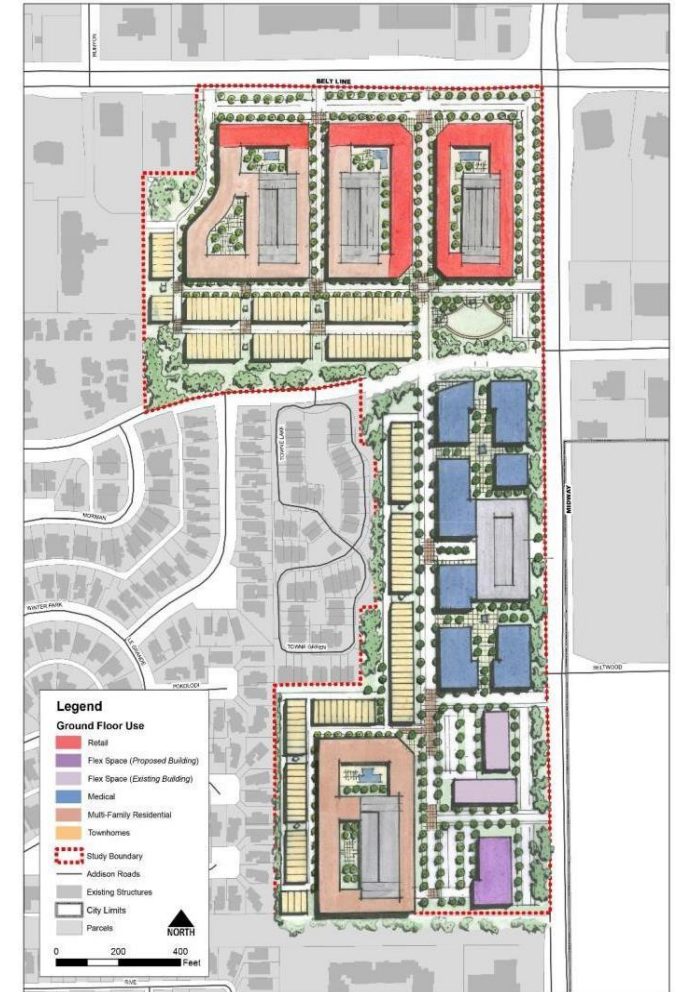 RUNYON
BELT LINE
MIDWAY
TOWNE LAKE
MORMAN
WINTER PARK
LE GRANDE
TOWNE GREEN
BELTWOOD
POKOLODI
Legend
Ground Floor Use
Retail
Flex Space (Proposed Building)
Flex Space (Existing Building)
Medical
Multi-Family Residential
Townhomes
Study Boundary
Addison Roads
Existing Structures
City Limits
Parcels
NORTH
0 200 400
Feet